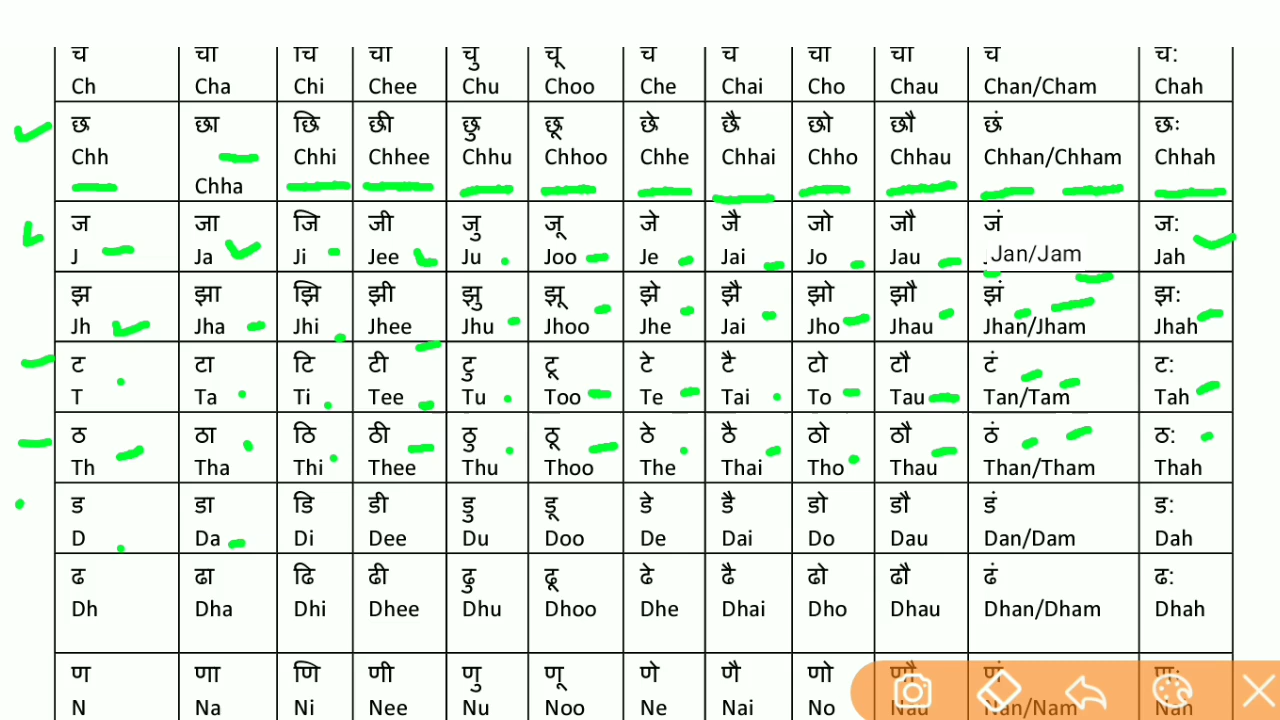 च चा चि ची चु चू चे चै चो चौ चं चः
Ch Cha Chi Chee Chu Choo Che Chai Cho Chau Chan/Cham Chah
छ छा छि छी छु छू छे छै छो छौ छं छः
Chh Chha Chhi Chhee Chhu Chhoo Chhe Chhai Chho Chhau Chhan/Chham Chhah
ज जा जि जी जु जू जे जै जो जौ जं जः
J Ja Ji Jee Ju Joo Je Jai Jo Jau Jan/Jam Jah
झ झा झि झी झु झू झे झै झो झौ झं झः
Jh Jha Jhi Jhee Jhu Jhoo Jhe Jai Jho Jhau Jhan/Jham Jhah
ट टा टि टी टु टू टे टै टो टौ टं टः
T Ta Ti Tee Tu Too Te Tai To Tau Tan/Tam Tah
ठ ठा ठि ठी ठु ठू ठे ठै ठो ठौ ठं ठः
Th Tha Thi Thee Thu Thoo The Thai Tho Thau Than/Tham Thah
ड डा डि डी डु डू डे डै डो डौ डं डः
D Da Di Dee Du Doo De Dai Do Dau Dan/Dam Dah
ढ ढा ढि ढी ढु ढू ढे ढै ढो ढौ ढं ढः
Dh Dha Dhi Dhee Dhu Dhoo Dhe Dhai Dho Dhau Dhan/Dham Dhah
ण णा णि णी णु णू णे णै णो णौ णं णः
N Na Ni Nee Nu Noo Ne Nai No Nau Nan/Nam Nah